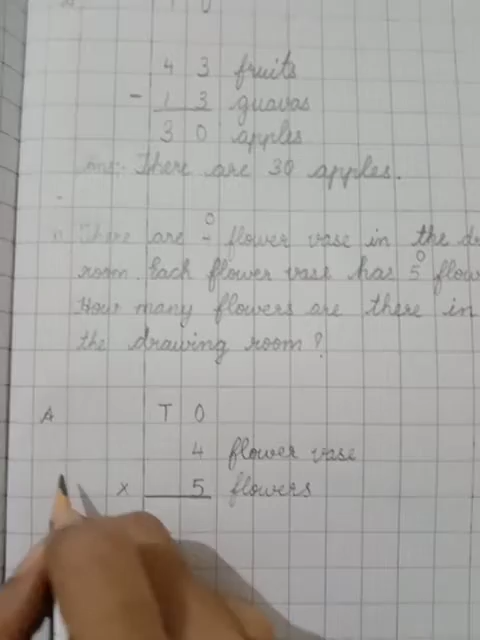 4 3 fruits
- 1 3 guavas
3 0 apples
Ans:- There are 30 apples.
0
There are flower vase in the
0
room. Each flower vase has 5
How many flowers are there in
the drawing room?
A T O
4 flower vase
x 5 flowers